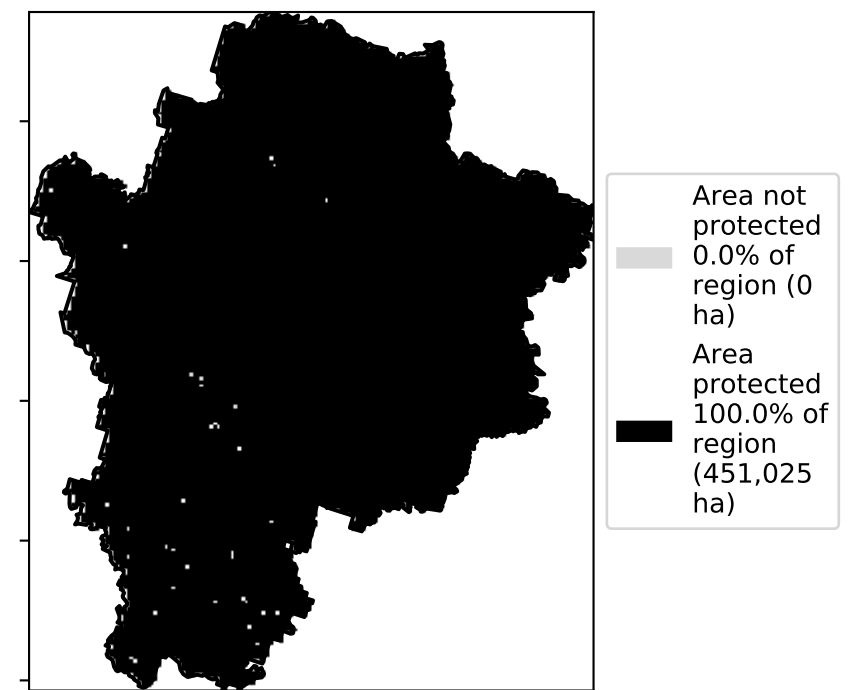 Area not
protected
0.0% of
region (0
ha)
Area
protected
100.0% of
region
(451,025
ha)